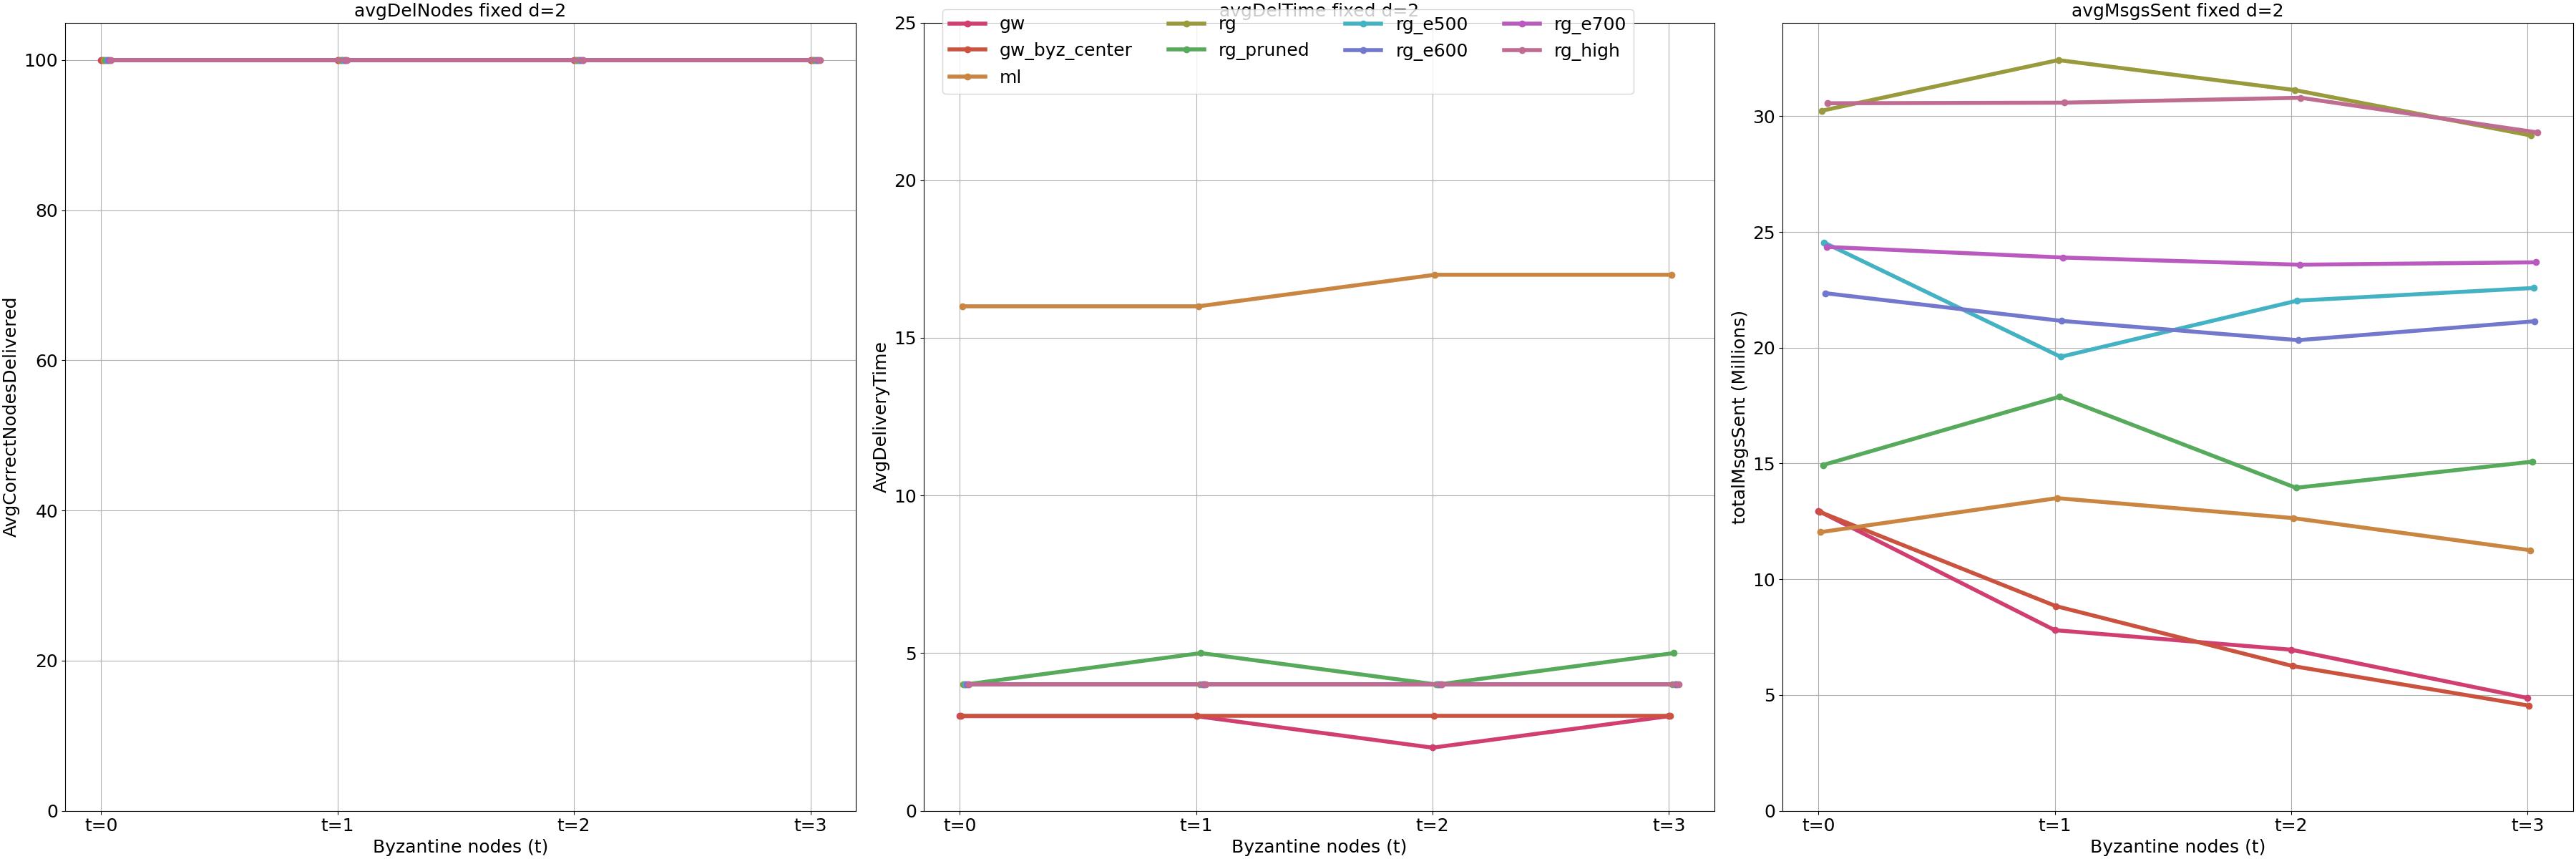 avgDelNodes fixed d=2
AvgCorrectNodesDelivered
100
80
60
40
20
0
t=0 t=1 t=2 t=3
Byzantine nodes (t)
avgDelTime fixed d=2
gw rg rg_e500 rg_e700
gw_byz_center rg_pruned rg_e600 rg_high
ml
AvgDeliveryTime
25
20
15
10
5
0
t=0 t=1 t=2 t=3
Byzantine nodes (t)
avgMsgsSent fixed d=2
totalMsgsSent (Millions)
30
25
20
15
10
5
0
t=0 t=1 t=2 t=3
Byzantine nodes (t)